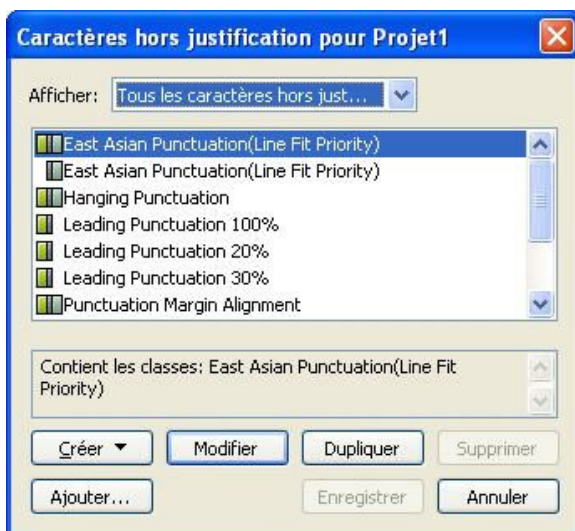 Caractères hors justification pour Projet1
Afficher: Tous les caractères hors just...
East Asian Punctuation(Line Fit Priority)
East Asian Punctuation(Line Fit Priority)
Hanging Punctuation
Leading Punctuation 100%
Leading Punctuation 20%
Leading Punctuation 30%
Punctuation Margin Alignment
Contient les classes: East Asian Punctuation(Line Fit
Priority)
Créer Modifier Dupliquer Supprimer
Ajouter... Enregistrer Annuler